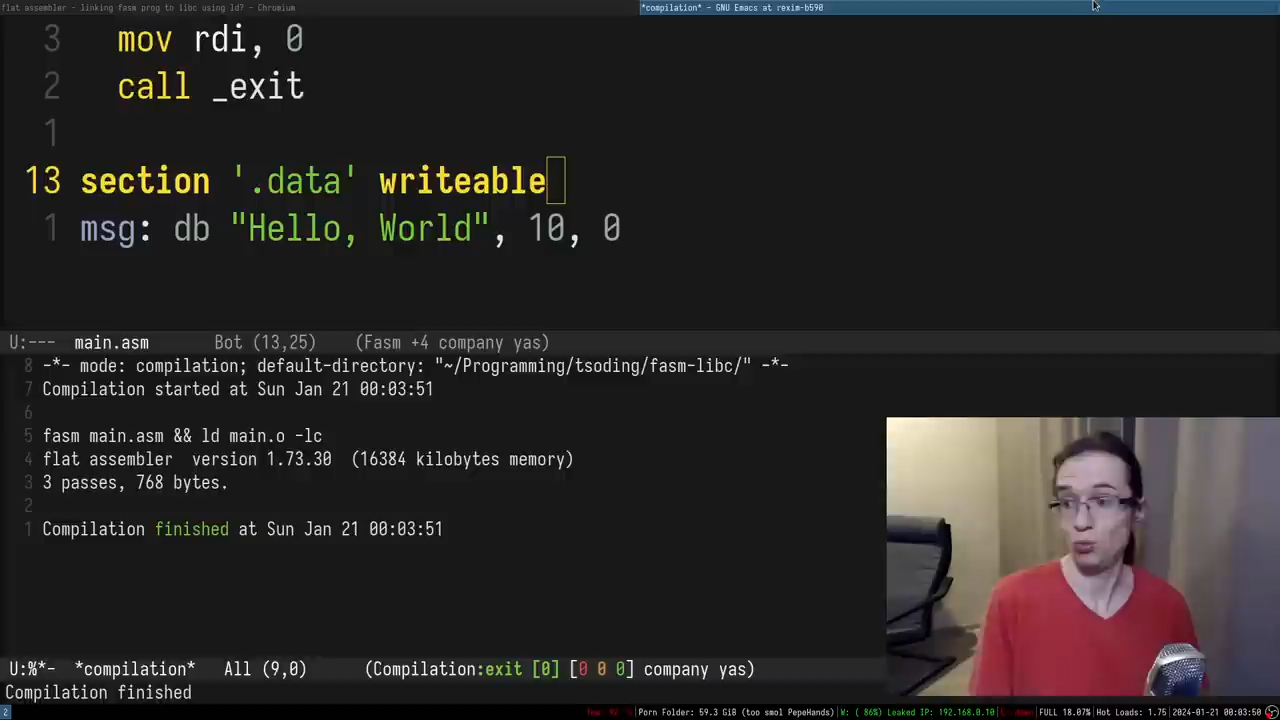 flat assembler - linking fasm prog to libc using ld? - Chromium
*compilation* - GNU Emacs at rexim-b590
3 mov rdi, 0
2 call _exit
1
13 section '.data' writeable
1 msg: db "Hello, World", 10, 0
U:--- main.asm Bot (13,25) (Fasm +4 company yas)
8 -*- mode: compilation; default-directory: "~/Programming/tsoding/fasm-libc/" -*-
7 Compilation started at Sun Jan 21 00:03:51
6
5 fasm main.asm && ld main.o -lc
4 flat assembler version 1.73.30 (16384 kilobytes memory)
3 3 passes, 768 bytes.
2
1 Compilation finished at Sun Jan 21 00:03:51
U:%*- *compilation* All (9,0) (Compilation:exit [0] [0 0 0] company yas)
Compilation finished
2 Porn Folder: 59.3 GiB (too smol PepeHands) W: ( 86%) Leaked IP: 192.168.0.10 FULL 18.07% Hot Loads: 1.75 2024-01-21 00:03:50